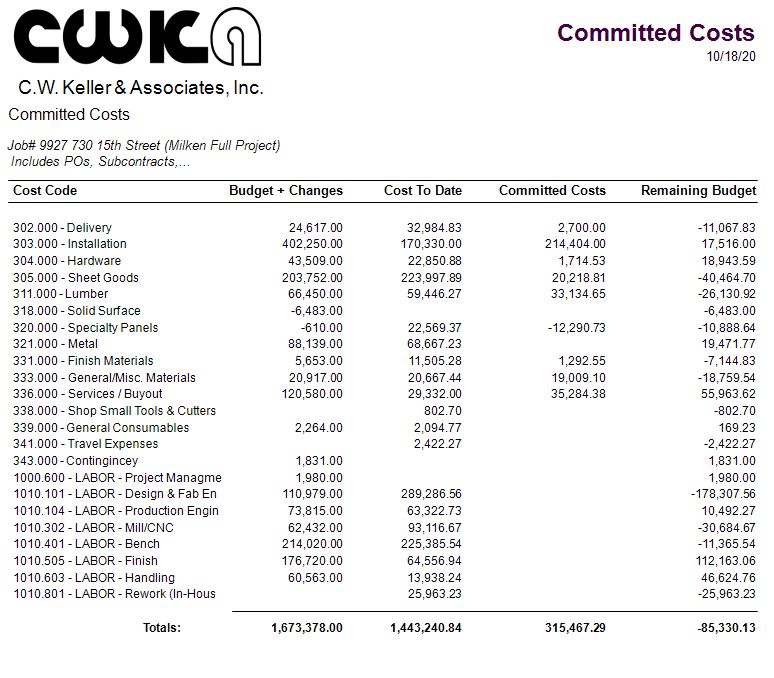 CWKA
Committed Costs
10/18/20
C.W. Keller & Associates, Inc.
Committed Costs
Job# 9927 730 15th Street (Milken Full Project)
Includes POs, Subcontracts,...
Cost Code Budget + Changes Cost To Date Committed Costs Remaining Budget
302.000 - Delivery 24,617.00 32,984.83 2,700.00 -11,067.83
303.000 - Installation 402,250.00 170,330.00 214,404.00 17,516.00
304.000 - Hardware 43,509.00 22,850.88 1,714.53 18,943.59
305.000 - Sheet Goods 203,752.00 223,997.89 20,218.81 -40,464.70
311.000 - Lumber 66,450.00 59,446.27 33,134.65 -26,130.92
318.000 - Solid Surface -6,483.00 -6,483.00
320.000 - Specialty Panels -610.00 22,569.37 -12,290.73 -10,888.64
321.000 - Metal 88,139.00 68,667.23 19,471.77
331.000 - Finish Materials 5,653.00 11,505.28 1,292.55 -7,144.83
333.000 - General/Misc. Materials 20,917.00 20,667.44 19,009.10 -18,759.54
336.000 - Services / Buyout 120,580.00 29,332.00 35,284.38 55,963.62
338.000 - Shop Small Tools & Cutters 802.70 -802.70
339.000 - General Consumables 2,264.00 2,094.77 169.23
341.000 - Travel Expenses 2,422.27 -2,422.27
343.000 - Contingincey 1,831.00 1,831.00
1000.600 - LABOR - Project Managme 1,980.00 1,980.00
1010.101 - LABOR - Design & Fab En 110,979.00 289,286.56 -178,307.56
1010.104 - LABOR - Production Engin 73,815.00 63,322.73 10,492.27
1010.302 - LABOR - Mill/CNC 62,432.00 93,116.67 -30,684.67
1010.401 - LABOR - Bench 214,020.00 225,385.54 -11,365.54
1010.505 - LABOR - Finish 176,720.00 64,556.94 112,163.06
1010.603 - LABOR - Handling 60,563.00 13,938.24 46,624.76
1010.801 - LABOR - Rework (In-Hous 25,963.23 -25,963.23
Totals: 1,673,378.00 1,443,240.84 315,467.29 -85,330.13